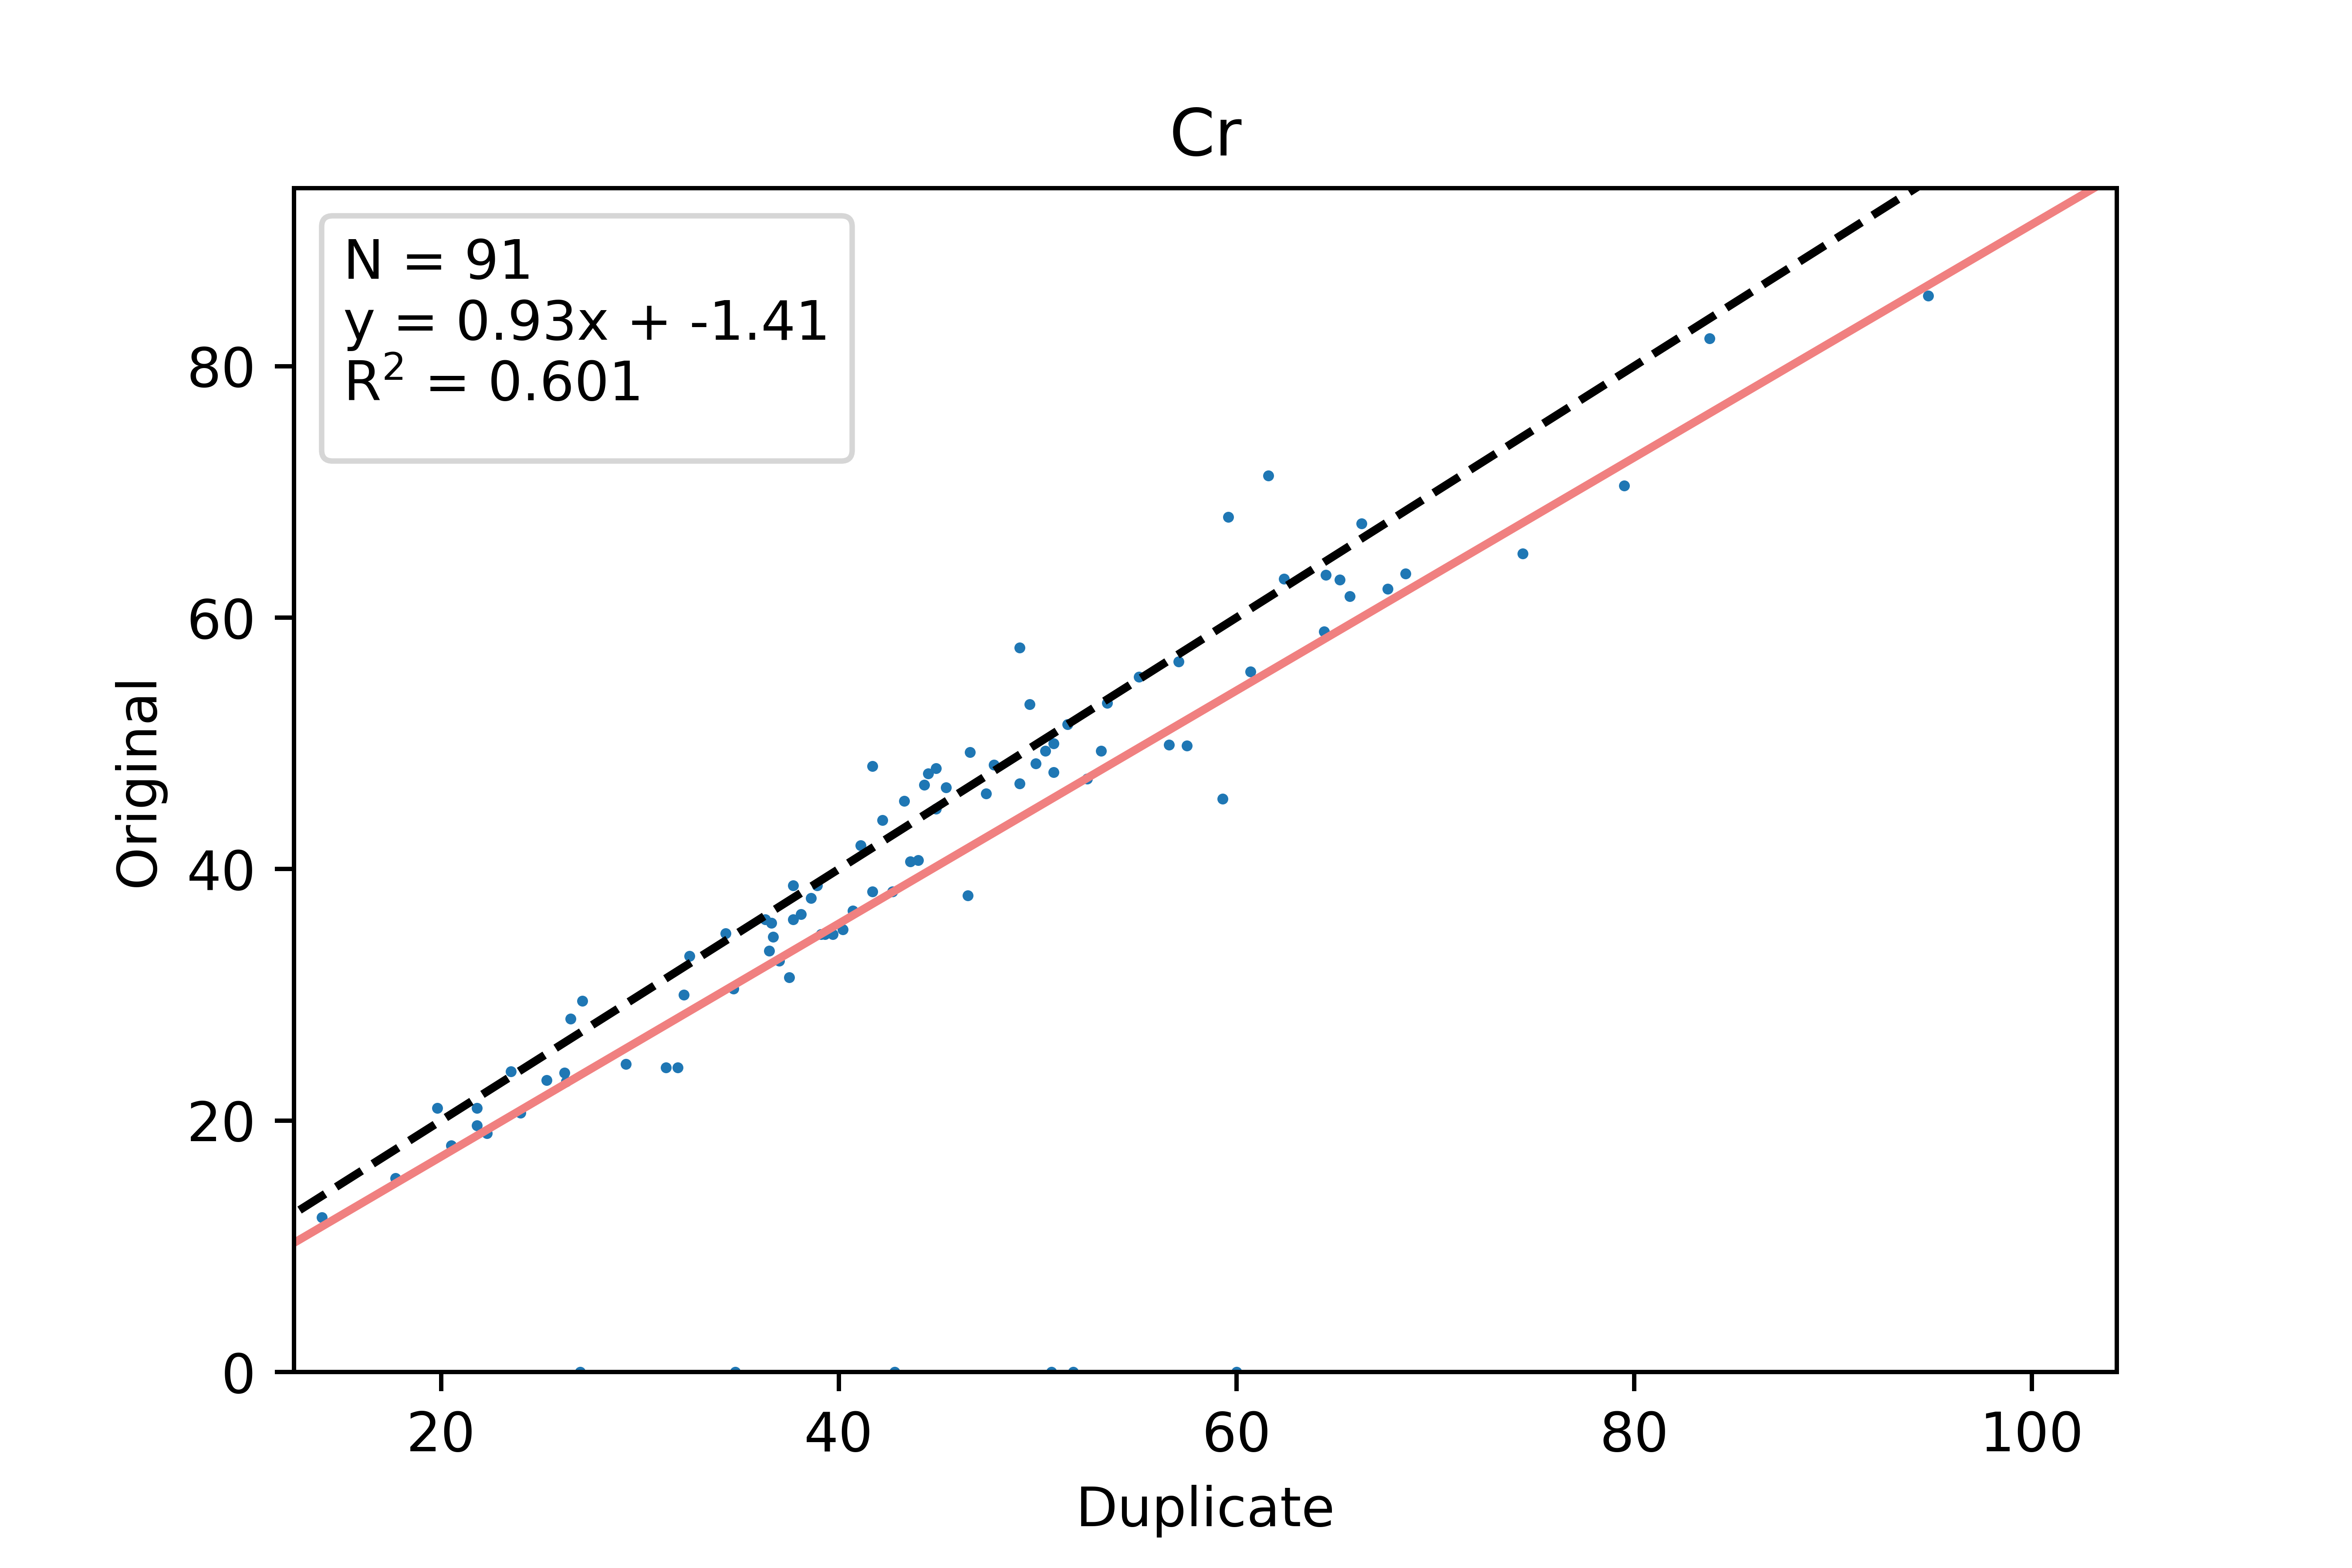 Cr
N = 91
y = 0.93x + -1.41
R² = 0.601
Original
80
60
40
20
0
20 40 60 80 100
Duplicate